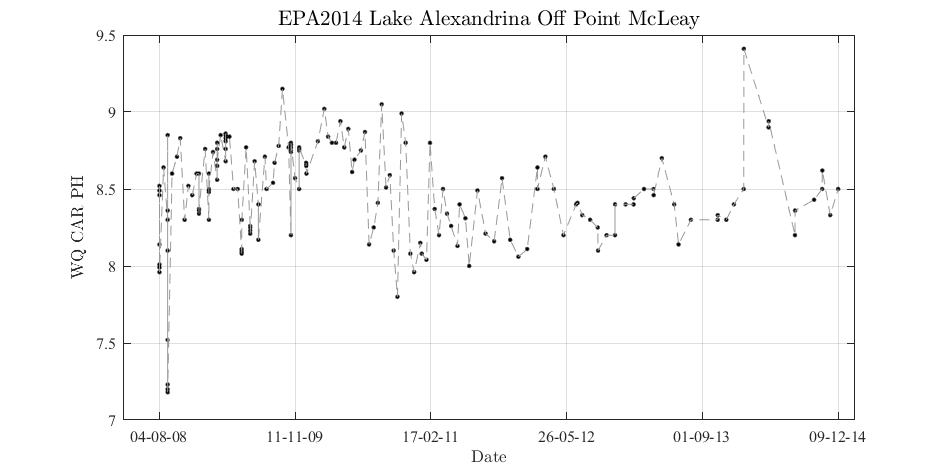 EPA2014 Lake Alexandrina Off Point McLeay
9.5
9
8.5
8
7.5
7
WQ CAR PH
04-08-08 11-11-09 17-02-11 26-05-12 01-09-13 09-12-14
Date